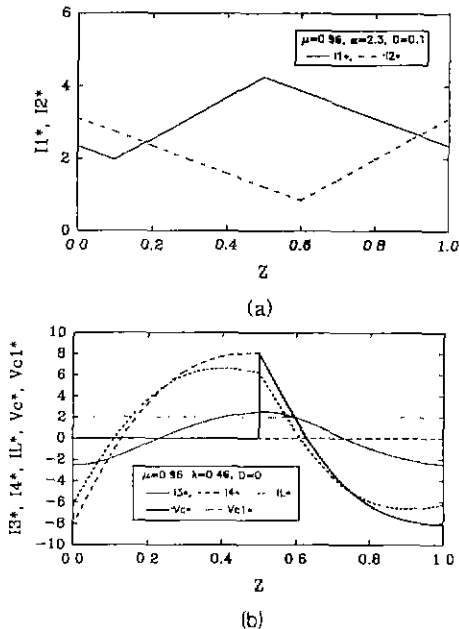 μ=0.96, α=2.3, D=0.1
I1*, I2*
I1*, I2*
6
4
2
0
0.0 0.2 0.4 0.6 0.8 1.0
Z
(a)
I3*, I4*, IL*, Vc*, Vc1*
10
8
6
4
2
0
-2
-4
-6
-8
-10
μ=0.96 λ=0.46, D=0
I3*, I4* IL*
Vc* Vc1*
0.0 0.2 0.4 0.6 0.8 1.0
Z
(b)